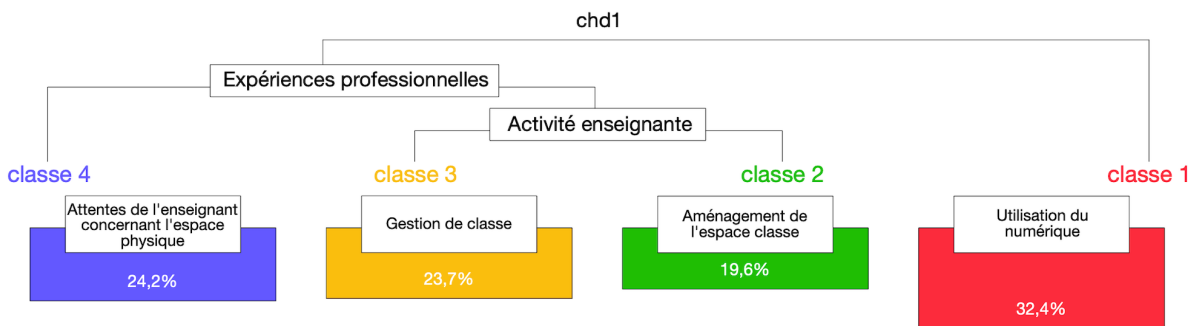 chd1
Expériences professionnelles
Activité enseignante
classe 4
classe 3
classe 2
classe 1
Attentes de l'enseignant
concernant l'espace
physique
24,2%
Gestion de classe
23,7%
Aménagement de
l'espace classe
19,6%
Utilisation du
numérique
32,4%